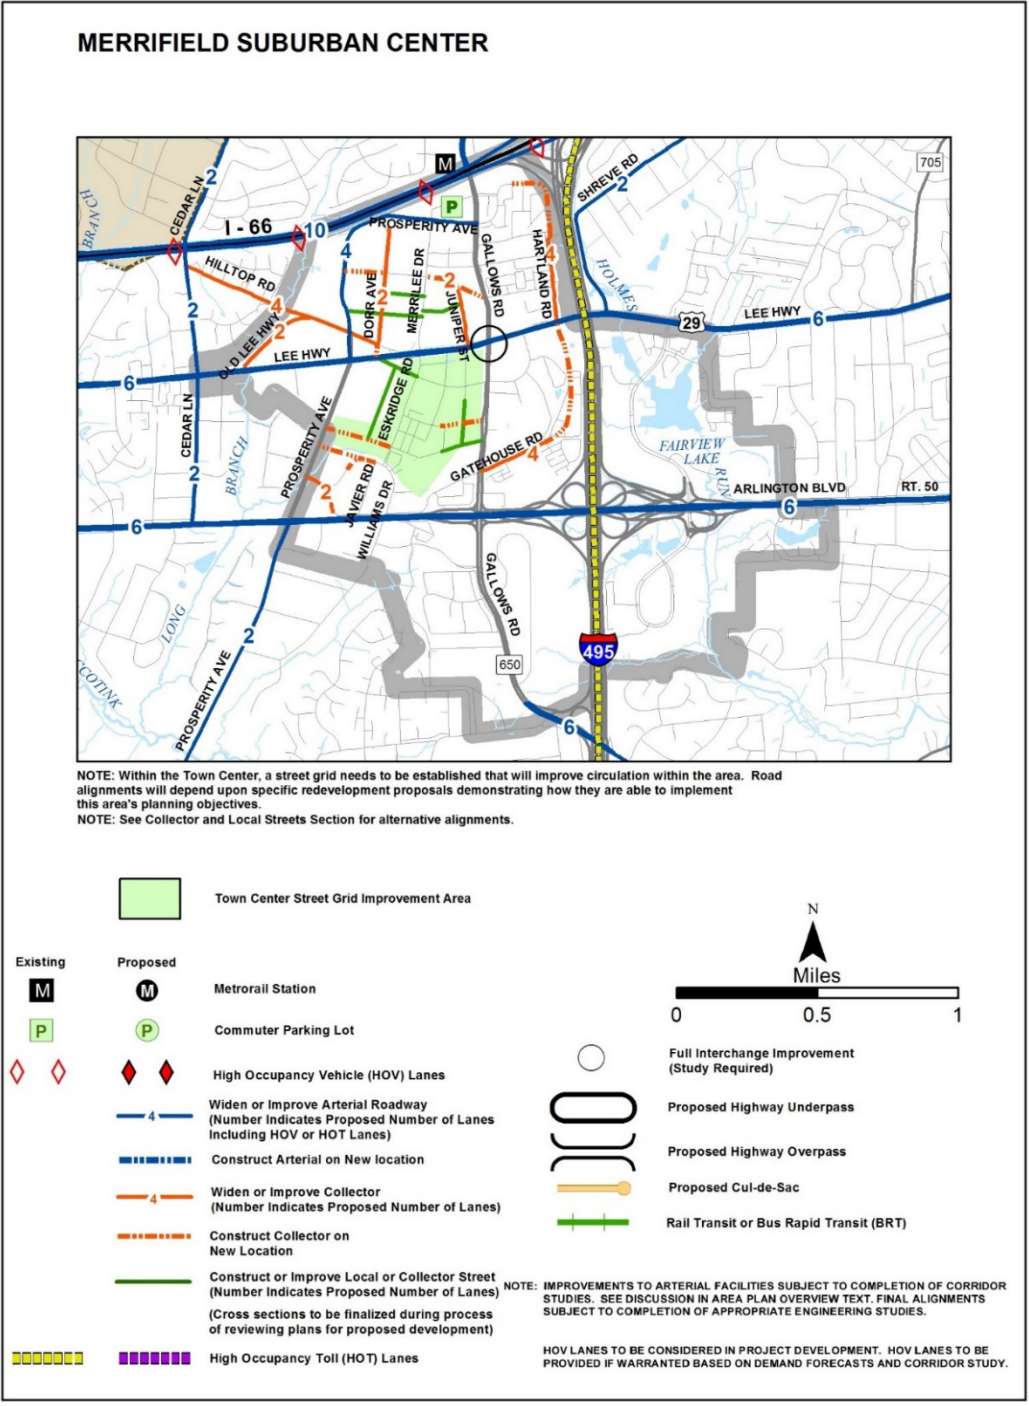 MERRIFIELD SUBURBAN CENTER
705
M
SHREVE RD
2
CEDAR LN
2
BRANCH
P
I - 66
10
PROSPERITY AVE
4
GALLOWS RD
HARTLAND RD
4
HILLTOP RD
4
2
OLD LEE HWY
2
DORR AVE
2
MERRILEE DR
2
JUNIPER ST
HOLMES
LEE HWY
29
LEE HWY
6
6
CEDAR LN
2
ESKRIDGE RD
PROSPERITY AVE
BRANCH
GATEHOUSE RD
4
FAIRVIEW
LAKE
RUN
2
JAVIER RD
WILLIAMS DR
ARLINGTON BLVD
RT. 50
6
6
GALLOWS RD
LONG
2
650
495
PROSPERITY AVE
CCOTINK
6
NOTE: Within the Town Center, a street grid needs to be established that will improve circulation within the area. Road
alignments will depend upon specific redevelopment proposals demonstrating how they are able to implement
this area's planning objectives.
NOTE: See Collector and Local Streets Section for alternative alignments.
Town Center Street Grid Improvement Area
Existing
Proposed
M
M
Metrorail Station
P
P
Commuter Parking Lot
High Occupancy Vehicle (HOV) Lanes
4
Widen or Improve Arterial Roadway
(Number Indicates Proposed Number of Lanes
Including HOV or HOT Lanes)
Construct Arterial on New location
4
Widen or Improve Collector
(Number Indicates Proposed Number of Lanes)
Construct Collector on
New Location
Construct or Improve Local or Collector Street
(Number Indicates Proposed Number of Lanes)
(Cross sections to be finalized during process
of reviewing plans for proposed development)
High Occupancy Toll (HOT) Lanes
N
Miles
0 0.5 1
Full Interchange Improvement
(Study Required)
Proposed Highway Underpass
Proposed Highway Overpass
Proposed Cul-de-Sac
Rail Transit or Bus Rapid Transit (BRT)
NOTE: IMPROVEMENTS TO ARTERIAL FACILITIES SUBJECT TO COMPLETION OF CORRIDOR
STUDIES. SEE DISCUSSION IN AREA PLAN OVERVIEW TEXT. FINAL ALIGNMENTS
SUBJECT TO COMPLETION OF APPROPRIATE ENGINEERING STUDIES.
HOV LANES TO BE CONSIDERED IN PROJECT DEVELOPMENT. HOV LANES TO BE
PROVIDED IF WARRANTED BASED ON DEMAND FORECASTS AND CORRIDOR STUDY.